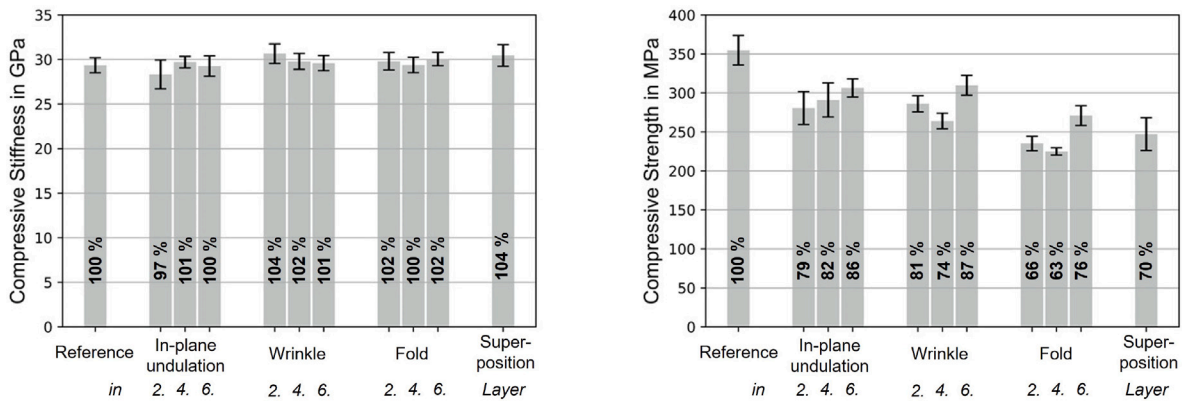 Compressive Stiffness in GPa
35
30
25
20
15
10
5
0
100 %
97 %
101 %
100 %
104 %
102 %
101 %
102 %
100 %
102 %
104 %
Reference
In-plane
undulation
Wrinkle
Fold
Super-
position
in 2. 4. 6. 2. 4. 6. 2. 4. 6. Layer
Compressive Strength in MPa
400
350
300
250
200
150
100
50
0
100 %
79 %
82 %
86 %
81 %
74 %
87 %
66 %
63 %
76 %
70 %
Reference
In-plane
undulation
Wrinkle
Fold
Super-
position
in 2. 4. 6. 2. 4. 6. 2. 4. 6. Layer